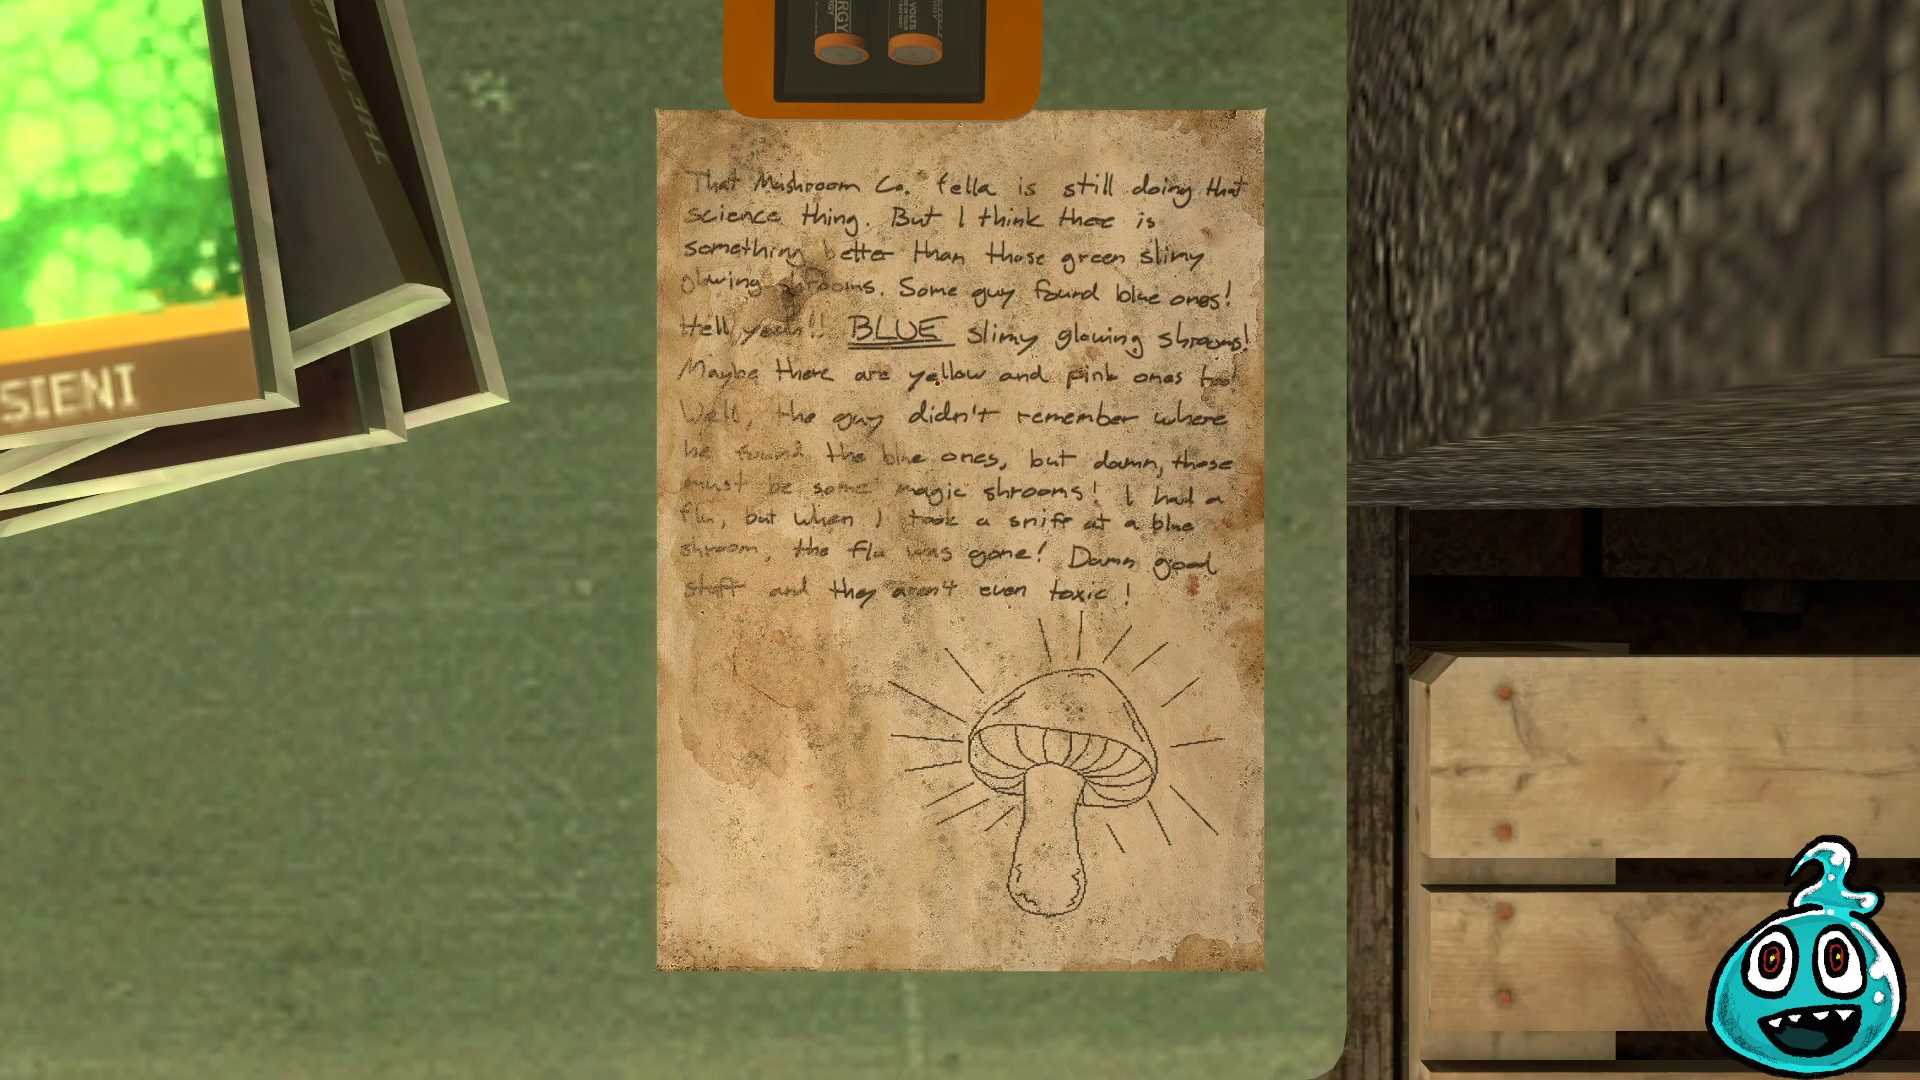 SIENI
That Mushroom Co. fella is still doing that
science thing. But I think thoe is
something better than those green slimy
glowing shrooms. Some guy found blue ones!
Hell yeah!! BLUE slimy glowing shrooms!
Maybe there are yellow and pink ones too!
Well, the guy didn't remember where
he found the blue ones, but damn, those
must be some magic shrooms! I had a
flu, but when I took a sniff at a blue
shroom, the flu was gone! Damn good
stuff and they aren't even toxic!